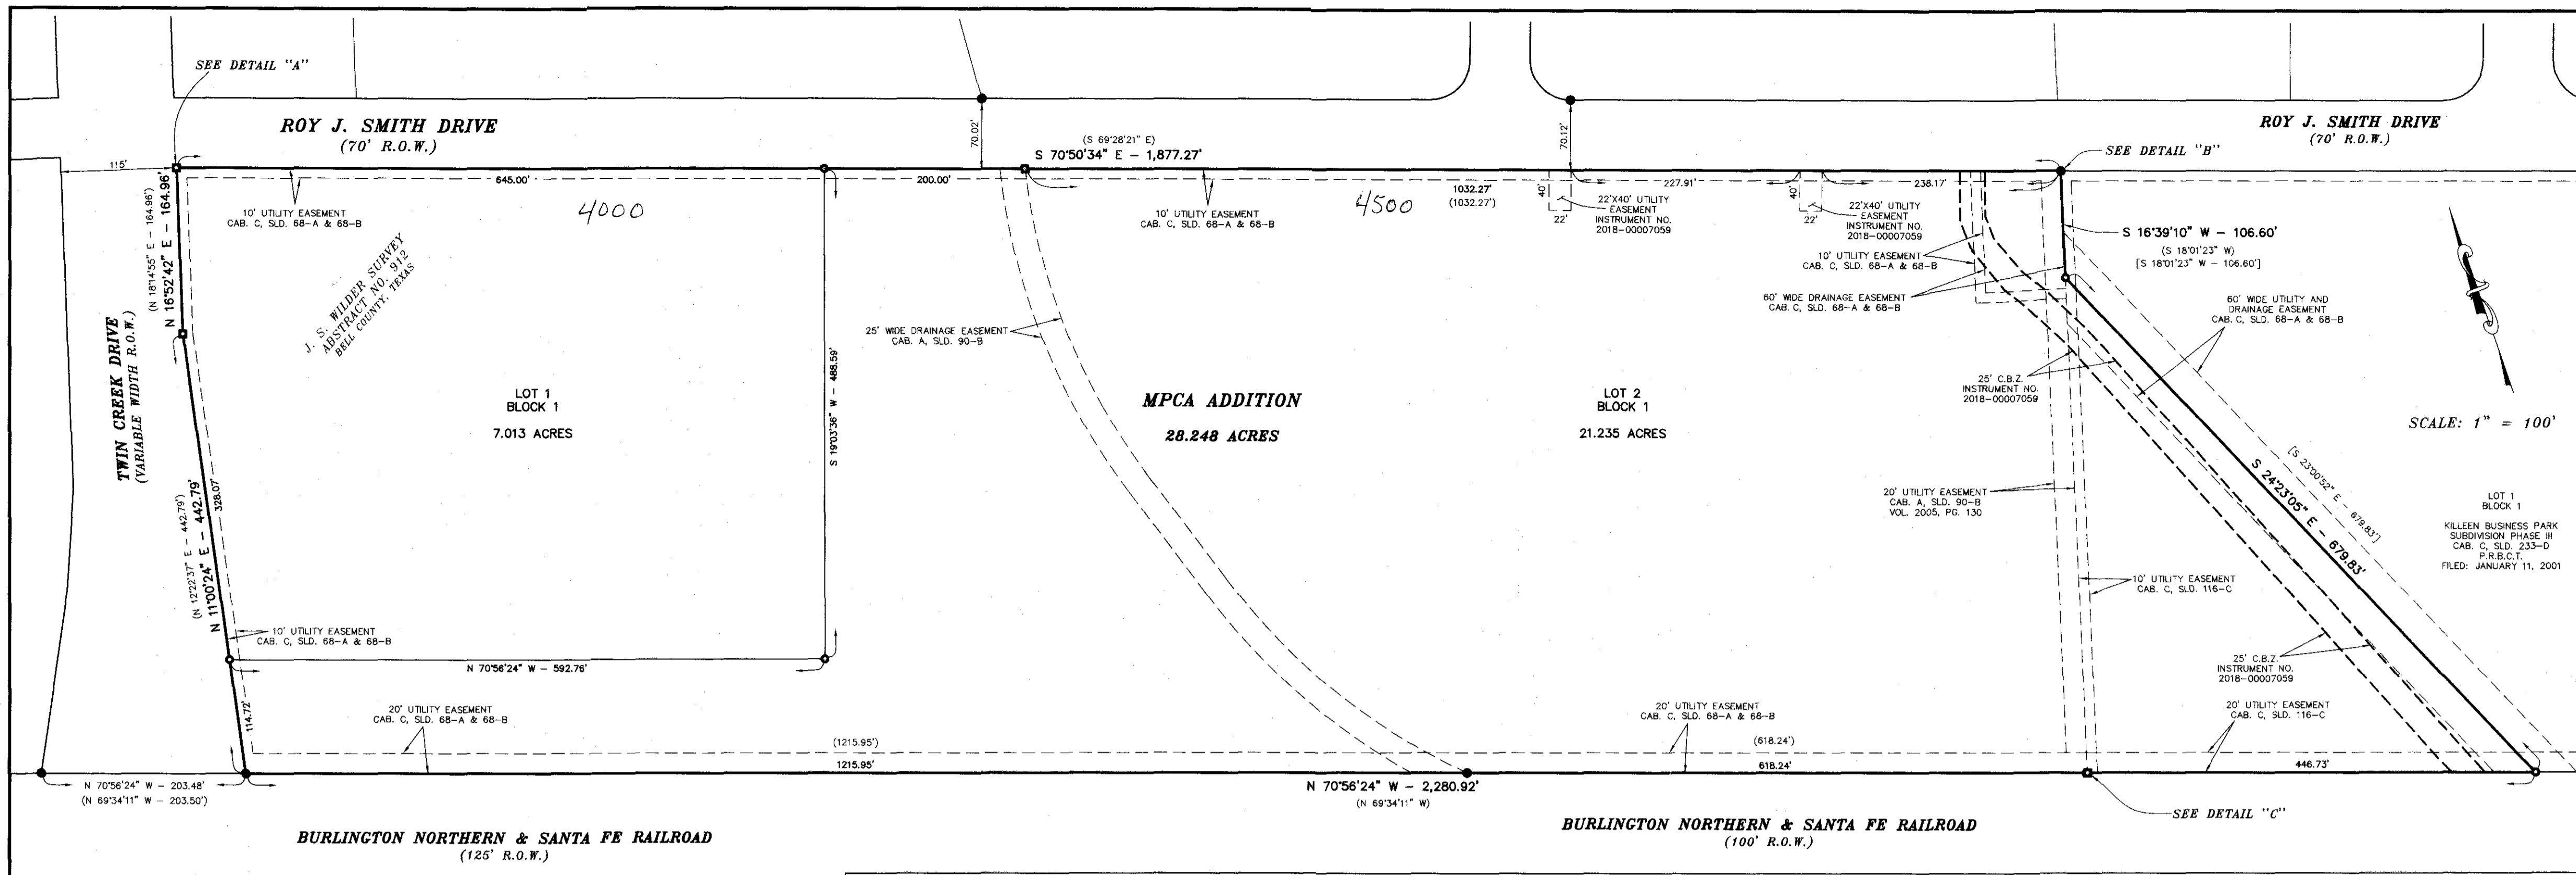 SEE DETAIL "A"
ROY J. SMITH DRIVE
(70' R.O.W.)
115'
(S 69°28'21" E)
S 70°50'34" E - 1,877.27'
70.02'
70.12'
ROY J. SMITH DRIVE
(70' R.O.W.)
SEE DETAIL "B"
645.00'
200.00'
1032.27'
(1032.27')
227.91'
238.17'
10' UTILITY EASEMENT
CAB. C, SLD. 68-A & 68-B
4000
10' UTILITY EASEMENT
CAB. C, SLD. 68-A & 68-B
4500
40'
22'
22'X40' UTILITY
EASEMENT
INSTRUMENT NO.
2018-00007059
40'
22'
22'X40' UTILITY
EASEMENT
INSTRUMENT NO.
2018-00007059
S 16°39'10" W - 106.60'
(S 18°01'23" W)
[S 18°01'23" W - 106.60']
(N 18°14'55" E - 164.96')
N 16°52'42" E - 164.96'
J. S. WILDER SURVEY
ABSTRACT NO. 912
BELL COUNTY, TEXAS
10' UTILITY EASEMENT
CAB. C, SLD. 68-A & 68-B
60' WIDE DRAINAGE EASEMENT
CAB. C, SLD. 68-A & 68-B
60' WIDE UTILITY AND
DRAINAGE EASEMENT
CAB. C, SLD. 68-A & 68-B
25' WIDE DRAINAGE EASEMENT
CAB. A, SLD. 90-B
TWIN CREEK DRIVE
(VARIABLE WIDTH R.O.W.)
LOT 1
BLOCK 1
7.013 ACRES
S 19°03'36" W - 488.59'
MPCA ADDITION
28.248 ACRES
LOT 2
BLOCK 1
21.235 ACRES
25' C.B.Z.
INSTRUMENT NO.
2018-00007059
SCALE: 1" = 100'
[S 23°00'52" E - 679.83']
S 24°23'05" E - 679.83'
20' UTILITY EASEMENT
CAB. A, SLD. 90-B
VOL. 2005, PG. 130
LOT 1
BLOCK 1
KILLEEN BUSINESS PARK
SUBDIVISION PHASE III
CAB. C, SLD. 233-D
P.R.B.C.T.
FILED: JANUARY 11, 2001
(N 12°22'37" E - 442.79')
N 11°00'24" E - 442.79'
328.07'
10' UTILITY EASEMENT
CAB. C, SLD. 116-C
10' UTILITY EASEMENT
CAB. C, SLD. 68-A & 68-B
N 70°56'24" W - 592.76'
25' C.B.Z.
INSTRUMENT NO.
2018-00007059
114.72'
20' UTILITY EASEMENT
CAB. C, SLD. 68-A & 68-B
20' UTILITY EASEMENT
CAB. C, SLD. 68-A & 68-B
20' UTILITY EASEMENT
CAB. C, SLD. 116-C
(1215.95')
1215.95'
(618.24')
618.24'
446.73'
N 70°56'24" W - 203.48'
(N 69°34'11" W - 203.50')
N 70°56'24" W - 2,280.92'
(N 69°34'11" W)
SEE DETAIL "C"
BURLINGTON NORTHERN & SANTA FE RAILROAD
(125' R.O.W.)
BURLINGTON NORTHERN & SANTA FE RAILROAD
(100' R.O.W.)